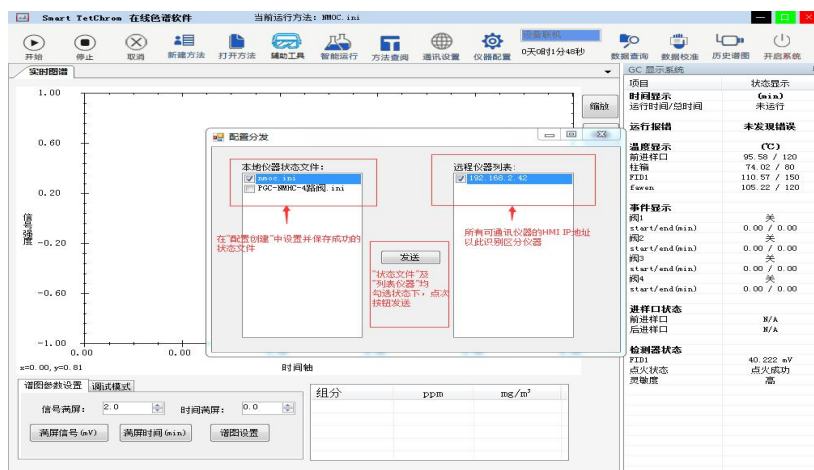 Smart TetChrom 在线色谱软件 当前运行方法: NMOC. ini
开始 停止 取消 新建方法 打开方法 辅助工具 智能运行 方法查阅 通讯设置 仪器配置 设备联机 0天0时1分48秒 数据查询 数据校准 历史谱图 开启系统
实时图谱
1.00
0.60
0.20
-0.20
-0.60
-1.00
信号强度
0.00 0.00
x=0.00, y=0.81 时间轴
缩放
配置分发
本地仪器状态文件:
nmoc. ini
PGC-NMHC-4路阀. ini
在"配置创建"中设置并保存成功的
状态文件
远程仪器列表:
192.168.2.42
所有可通讯仪器的HMI IP地址
以此识别区分仪器
发送
"状态文件"及
"列表仪器"均
勾选状态下，点次
按钮发送
谱图参数设置 调试模式
信号满屏: 2.0 时间满屏: 0.0
满屏信号(mV) 满屏时间(min) 谱图设置
组分 ppm mg/m³
GC 显示系统
项目 状态显示
时间显示 (min)
运行时间/总时间 未运行
运行报错 未发现错误
温度显示 (℃)
前进样口 95.58 / 120
柱箱 74.02 / 80
FID1 110.57 / 150
fawen 105.22 / 120
事件显示
阀1 关
start/end(min) 0.00 / 0.00
阀2 关
start/end(min) 0.00 / 0.00
阀3 关
start/end(min) 0.00 / 0.00
阀4 关
start/end(min) 0.00 / 0.00
进样口状态
前进样口 N/A
后进样口 N/A
检测器状态
FID1 40.222 mV
点火状态 点火成功
灵敏度 高